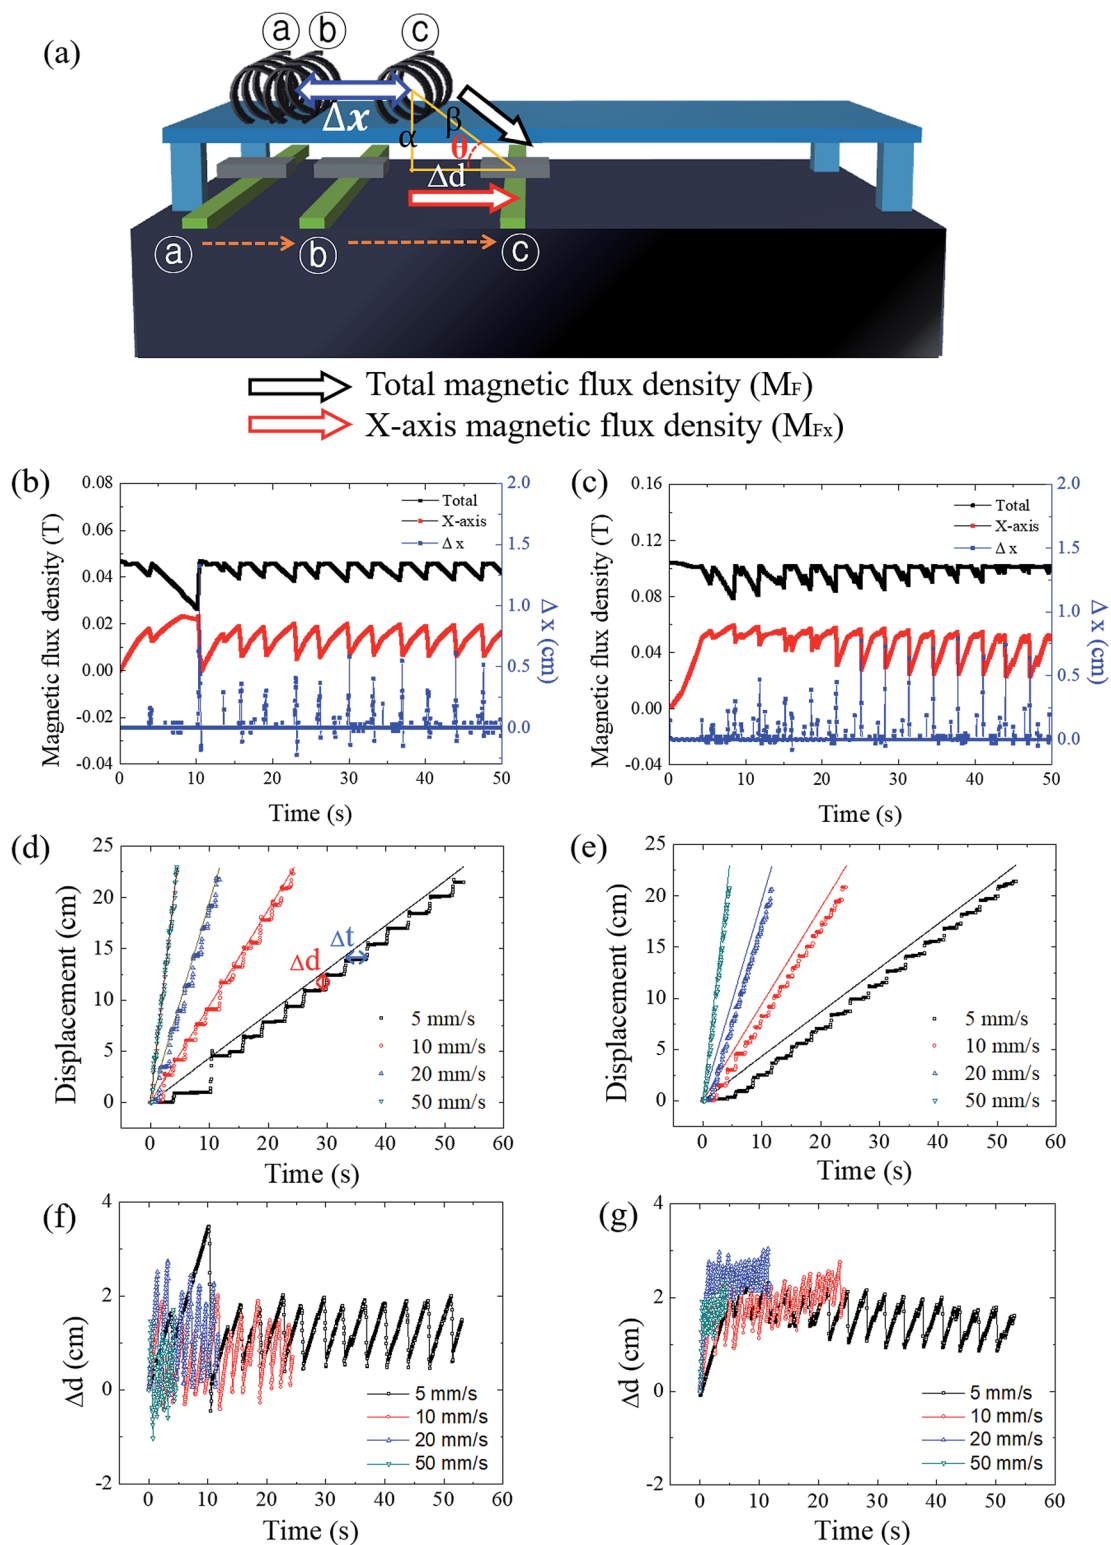 (a)
ⓐ ⓑ ⓒ
Δx
α β θ
Δd
ⓐ ⓑ ⓒ
Total magnetic flux density (MF)
X-axis magnetic flux density (MFx)
(b)
Magnetic flux density (T)
0.08
0.06
0.04
0.02
0.00
-0.02
-0.04
Total
X-axis
Δ x
2.0
1.5
1.0
0.5
0.0
Δ x (cm)
0 10 20 30 40 50
Time (s)
(c)
Magnetic flux density (T)
0.16
0.12
0.08
0.04
0.00
-0.04
Total
X-axis
Δ x
2.0
1.5
1.0
0.5
0.0
Δ x (cm)
0 10 20 30 40 50
Time (s)
(d)
Displacement (cm)
25
20
15
10
5
0
Δt
Δd
5 mm/s
10 mm/s
20 mm/s
50 mm/s
0 10 20 30 40 50 60
Time (s)
(e)
Displacement (cm)
25
20
15
10
5
0
5 mm/s
10 mm/s
20 mm/s
50 mm/s
0 10 20 30 40 50 60
Time (s)
(f)
Δd (cm)
4
2
0
-2
5 mm/s
10 mm/s
20 mm/s
50 mm/s
0 10 20 30 40 50 60
Time (s)
(g)
Δd (cm)
4
2
0
-2
5 mm/s
10 mm/s
20 mm/s
50 mm/s
0 10 20 30 40 50 60
Time (s)